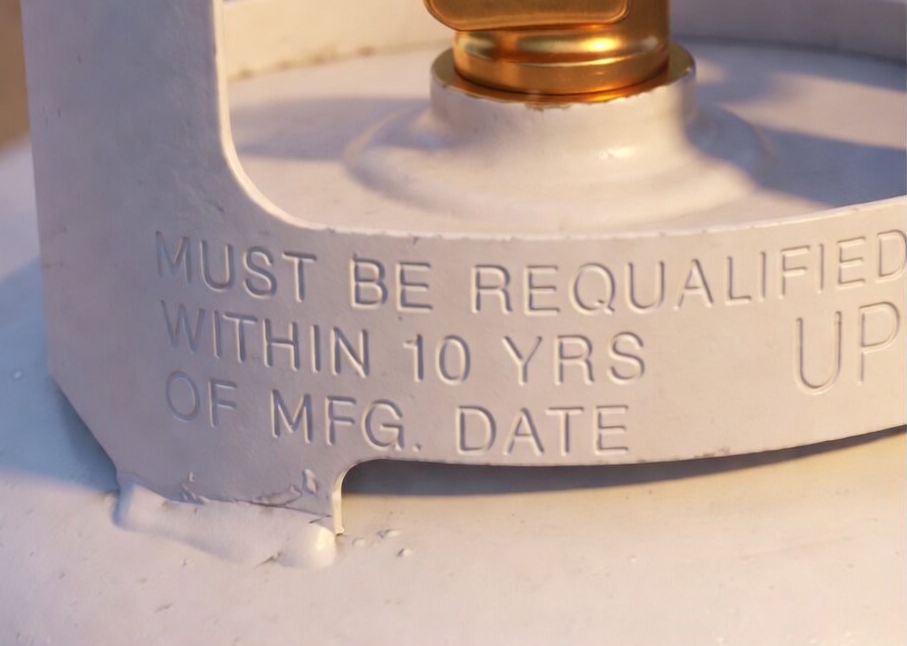 MUST BE REQUALIFIED
WITHIN 10 YRS
OF MFG. DATE
UP